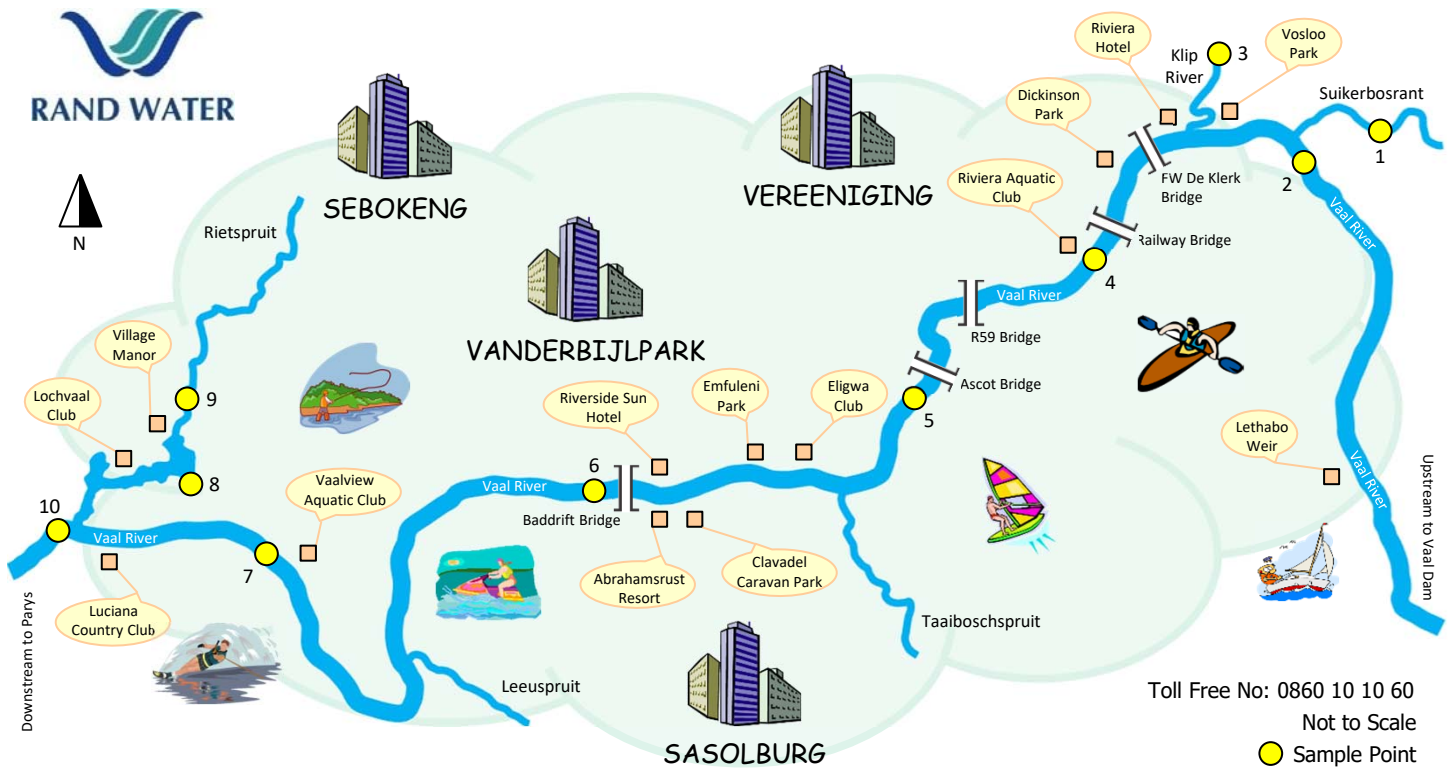 RAND WATER
N
SEBOKENG
VEREENIGING
VANDERBIJLPARK
SASOLBURG
Riviera
Hotel
Klip
River
3
Vosloo
Park
Suikerbosrant
1
2
Dickinson
Park
FW De Klerk
Bridge
Riviera Aquatic
Club
Railway Bridge
4
Vaal River
Vaal River
R59 Bridge
Ascot Bridge
5
Rietspruit
Village
Manor
Lochvaal
Club
9
8
10
Vaalview
Aquatic Club
Vaal River
7
Luciana
Country Club
Riverside Sun
Hotel
Emfuleni
Park
Eligwa
Club
6
Vaal River
Baddrift Bridge
Abrahamsrust
Resort
Clavadel
Caravan Park
Taaiboschspruit
Leeuspruit
Lethabo
Weir
Vaal River
Upstream to Vaal Dam
Downstream to Parys
Toll Free No: 0860 10 10 60
Not to Scale
Sample Point